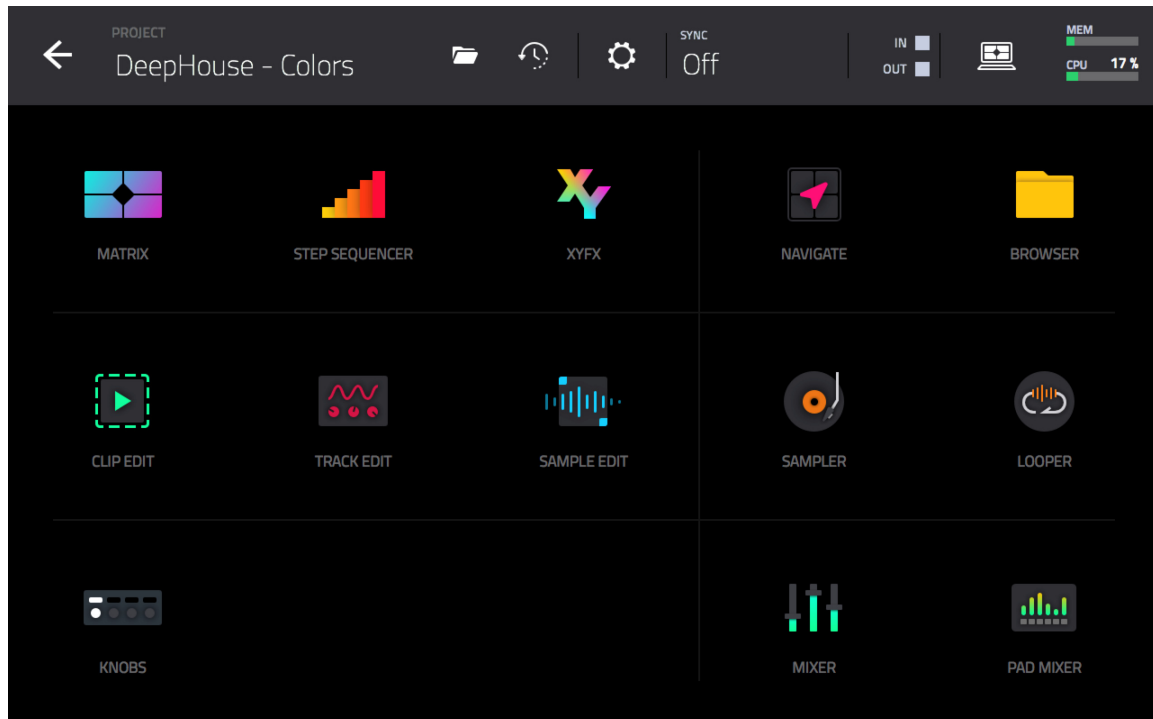 PROJECT
DeepHouse - Colors
SYNC
Off
IN
OUT
MEM
CPU 17 %
MATRIX
STEP SEQUENCER
XYFX
NAVIGATE
BROWSER
CLIP EDIT
TRACK EDIT
SAMPLE EDIT
SAMPLER
LOOPER
KNOBS
MIXER
PAD MIXER